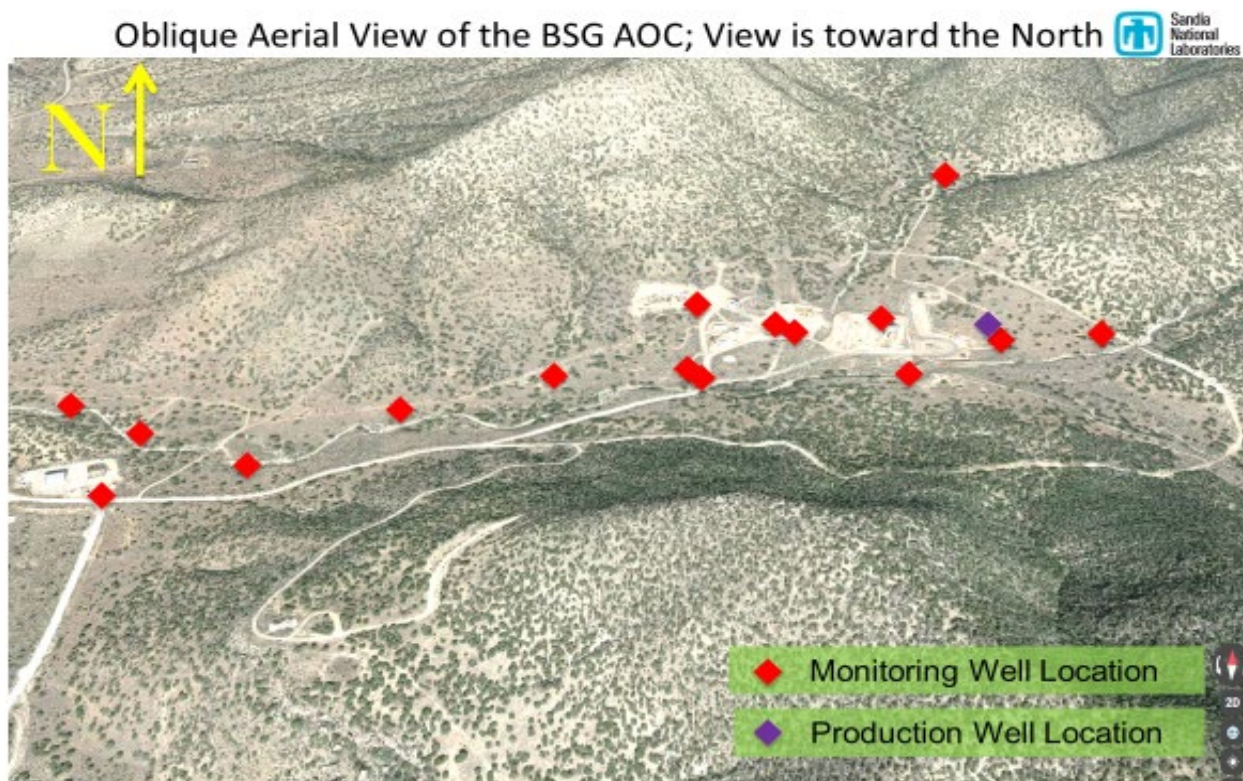 Oblique Aerial View of the BSG AOC; View is toward the North
Sandia
National
Laboratories
N
Monitoring Well Location
Production Well Location
2D